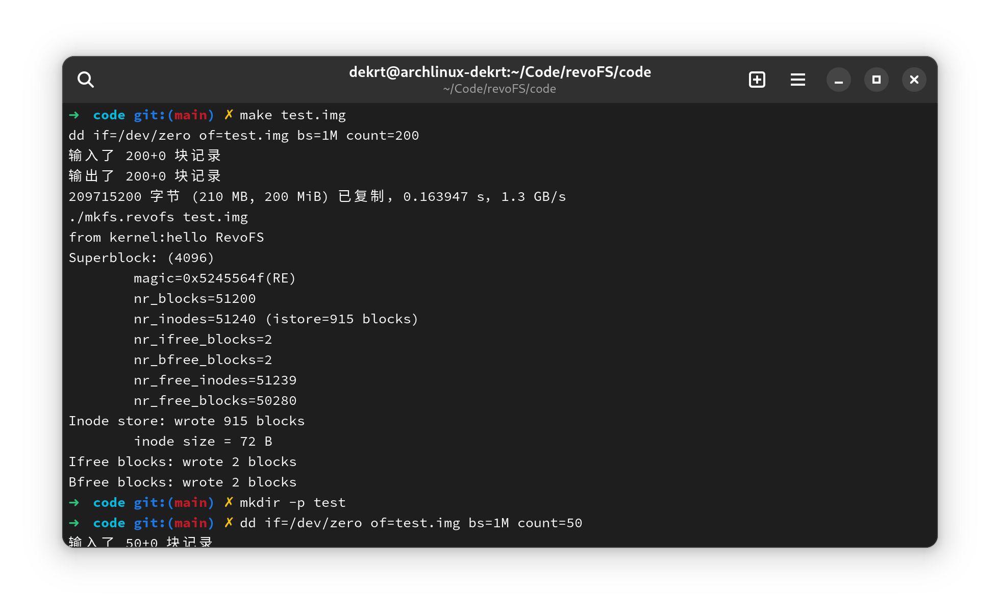 dekrt@archlinux-dekrt:~/Code/revoFS/code
~/Code/revoFS/code
➜  code git:(main) ✗ make test.img
dd if=/dev/zero of=test.img bs=1M count=200
输入了 200+0 块记录
输出了 200+0 块记录
209715200 字节 (210 MB, 200 MiB) 已复制, 0.163947 s, 1.3 GB/s
./mkfs.revofs test.img
from kernel:hello RevoFS
Superblock: (4096)
magic=0x5245564f(RE)
nr_blocks=51200
nr_inodes=51240 (istore=915 blocks)
nr_ifree_blocks=2
nr_bfree_blocks=2
nr_free_inodes=51239
nr_free_blocks=50280
Inode store: wrote 915 blocks
inode size = 72 B
Ifree blocks: wrote 2 blocks
Bfree blocks: wrote 2 blocks
➜  code git:(main) ✗ mkdir -p test
➜  code git:(main) ✗ dd if=/dev/zero of=test.img bs=1M count=50
输入了 50+0 块记录